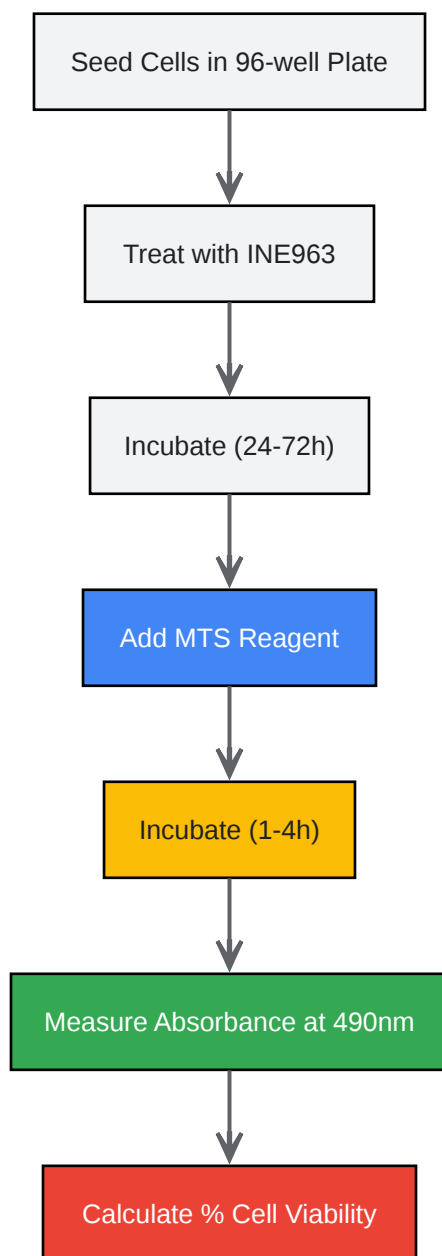 Seed Cells in 96-well Plate
Treat with INE963
Incubate (24-72h)
Add MTS Reagent
Incubate (1-4h)
Measure Absorbance at 490nm
Calculate % Cell Viability